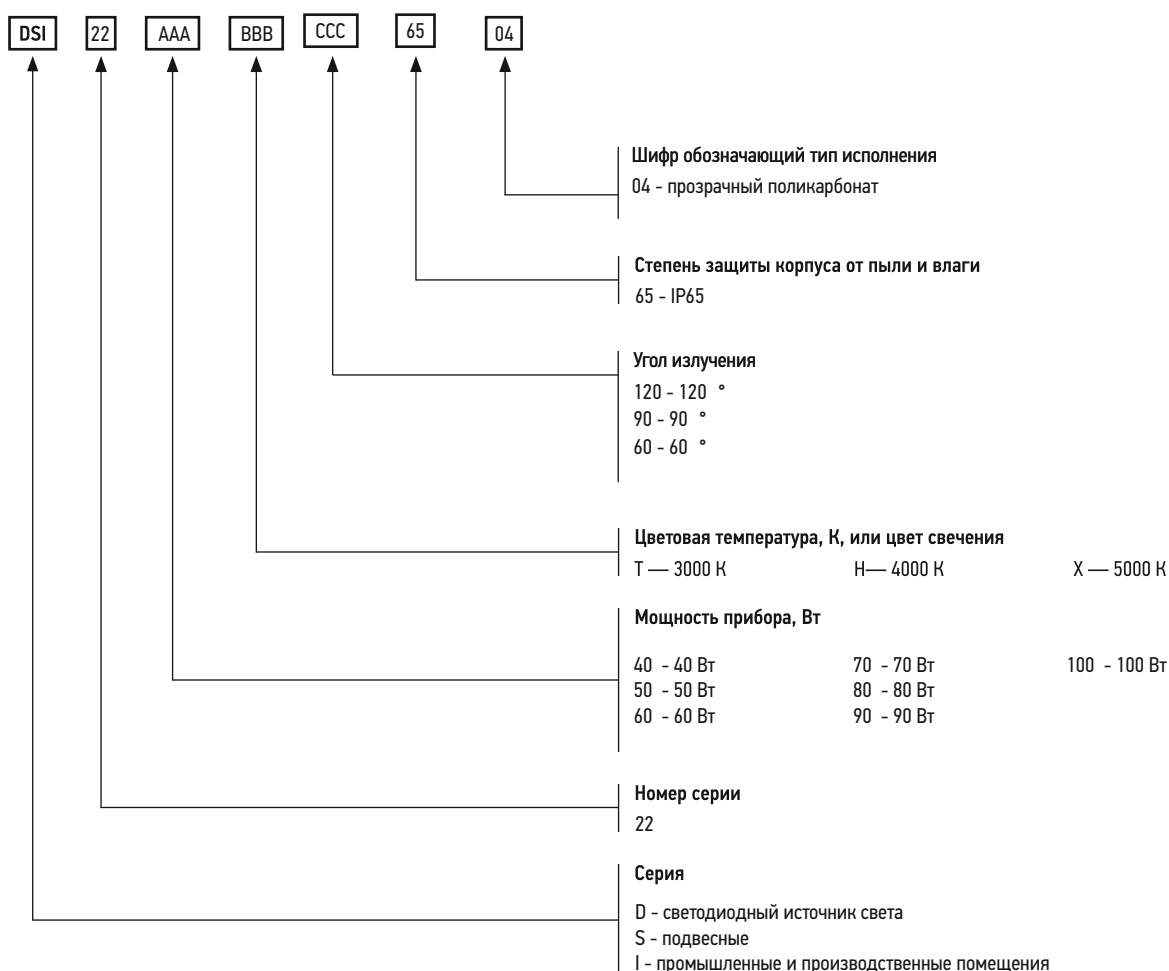 DSI 22 AAA BBB CCC 65 04
Шифр обозначающий тип исполнения
04 - прозрачный поликарбонат
Степень защиты корпуса от пыли и влаги
65 - IP65
Угол излучения
120 - 120 °
90 - 90 °
60 - 60 °
Цветовая температура, К, или цвет свечения
Т — 3000 К Н— 4000 К Х — 5000 К
Мощность прибора, Вт
40 - 40 Вт 70 - 70 Вт 100 - 100 Вт
50 - 50 Вт 80 - 80 Вт
60 - 60 Вт 90 - 90 Вт
Номер серии
22
Серия
D - светодиодный источник света
S - подвесные
I - промышленные и производственные помещения